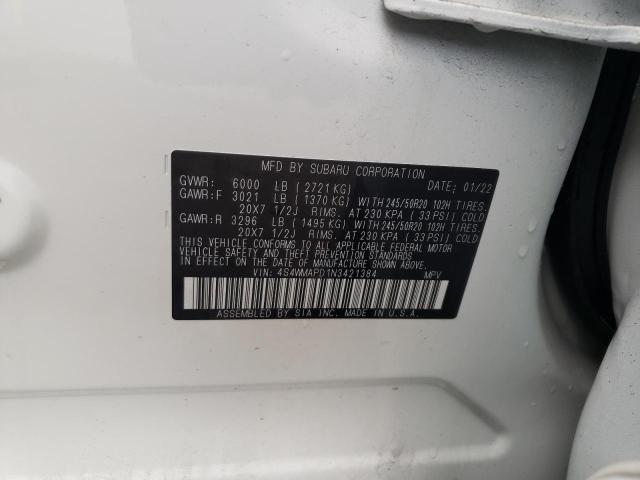 MFD BY SUBARU CORPORATION
GVWR: 6000 LB ( 2721 KG) DATE: 01/22
GAWR:F 3021 LB ( 1370 KG) WITH 245/50R20 102H TIRES.
20X7 1/2J RIMS. AT 230 KPA ( 33 PSI) COLD
GAWR:R 3296 LB ( 1495 KG) WITH 245/50R20 102H TIRES.
20X7 1/2J RIMS. AT 230 KPA ( 33 PSI) COLD
THIS VEHICLE CONFORMS TO ALL APPLICABLE FEDERAL MOTOR
VEHICLE SAFETY AND BUMPER STANDARDS
IN EFFECT ON THE DATE OF MANUFACTURE SHOWN ABOVE.
VIN: 4S4WMAPD1N3421384 MPV
ASSEMBLED BY SIA INC. MADE IN U.S.A.